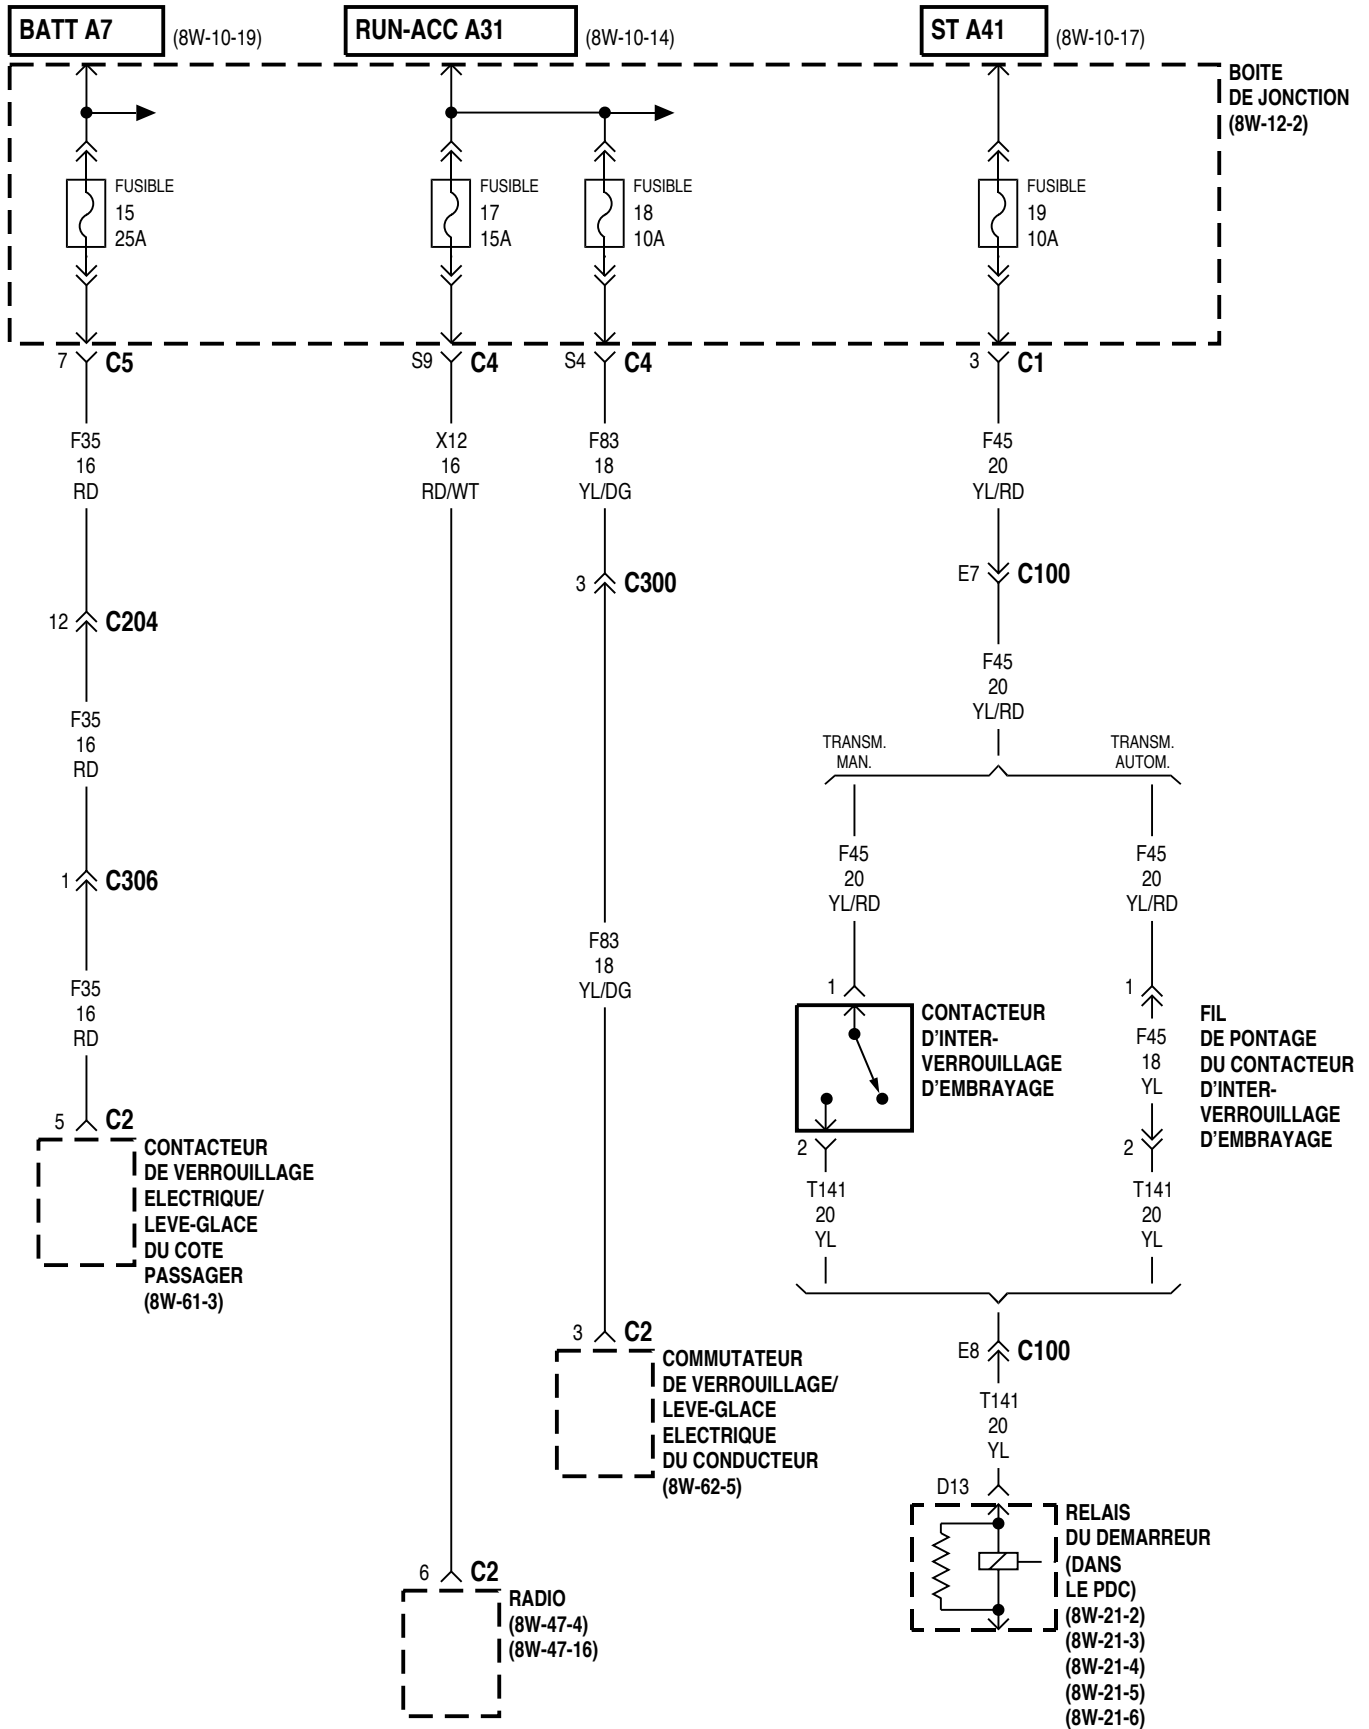 BATT A7 (8W-10-19)
RUN-ACC A31 (8W-10-14)
ST A41 (8W-10-17)
BOITE
DE JONCTION
(8W-12-2)
FUSIBLE
15
25A
FUSIBLE
17
15A
FUSIBLE
18
10A
FUSIBLE
19
10A
7 C5
S9 C4
S4 C4
3 C1
F35
16
RD
X12
16
RD/WT
F83
18
YL/DG
F45
20
YL/RD
12 C204
3 C300
E7 C100
F35
16
RD
F45
20
YL/RD
TRANSM.
MAN.
TRANSM.
AUTOM.
1 C306
F45
20
YL/RD
F45
20
YL/RD
F35
16
RD
F83
18
YL/DG
1
CONTACTEUR
D'INTER-
VERROUILLAGE
D'EMBRAYAGE
2
1
F45
18
YL
2
FIL
DE PONTAGE
DU CONTACTEUR
D'INTER-
VERROUILLAGE
D'EMBRAYAGE
5 C2
CONTACTEUR
DE VERROUILLAGE
ELECTRIQUE/
LEVE-GLACE
DU COTE
PASSAGER
(8W-61-3)
T141
20
YL
T141
20
YL
3 C2
COMMUTATEUR
DE VERROUILLAGE/
LEVE-GLACE
ELECTRIQUE
DU CONDUCTEUR
(8W-62-5)
E8 C100
T141
20
YL
D13
RELAIS
DU DEMARREUR
(DANS
LE PDC)
(8W-21-2)
(8W-21-3)
(8W-21-4)
(8W-21-5)
(8W-21-6)
6 C2
RADIO
(8W-47-4)
(8W-47-16)